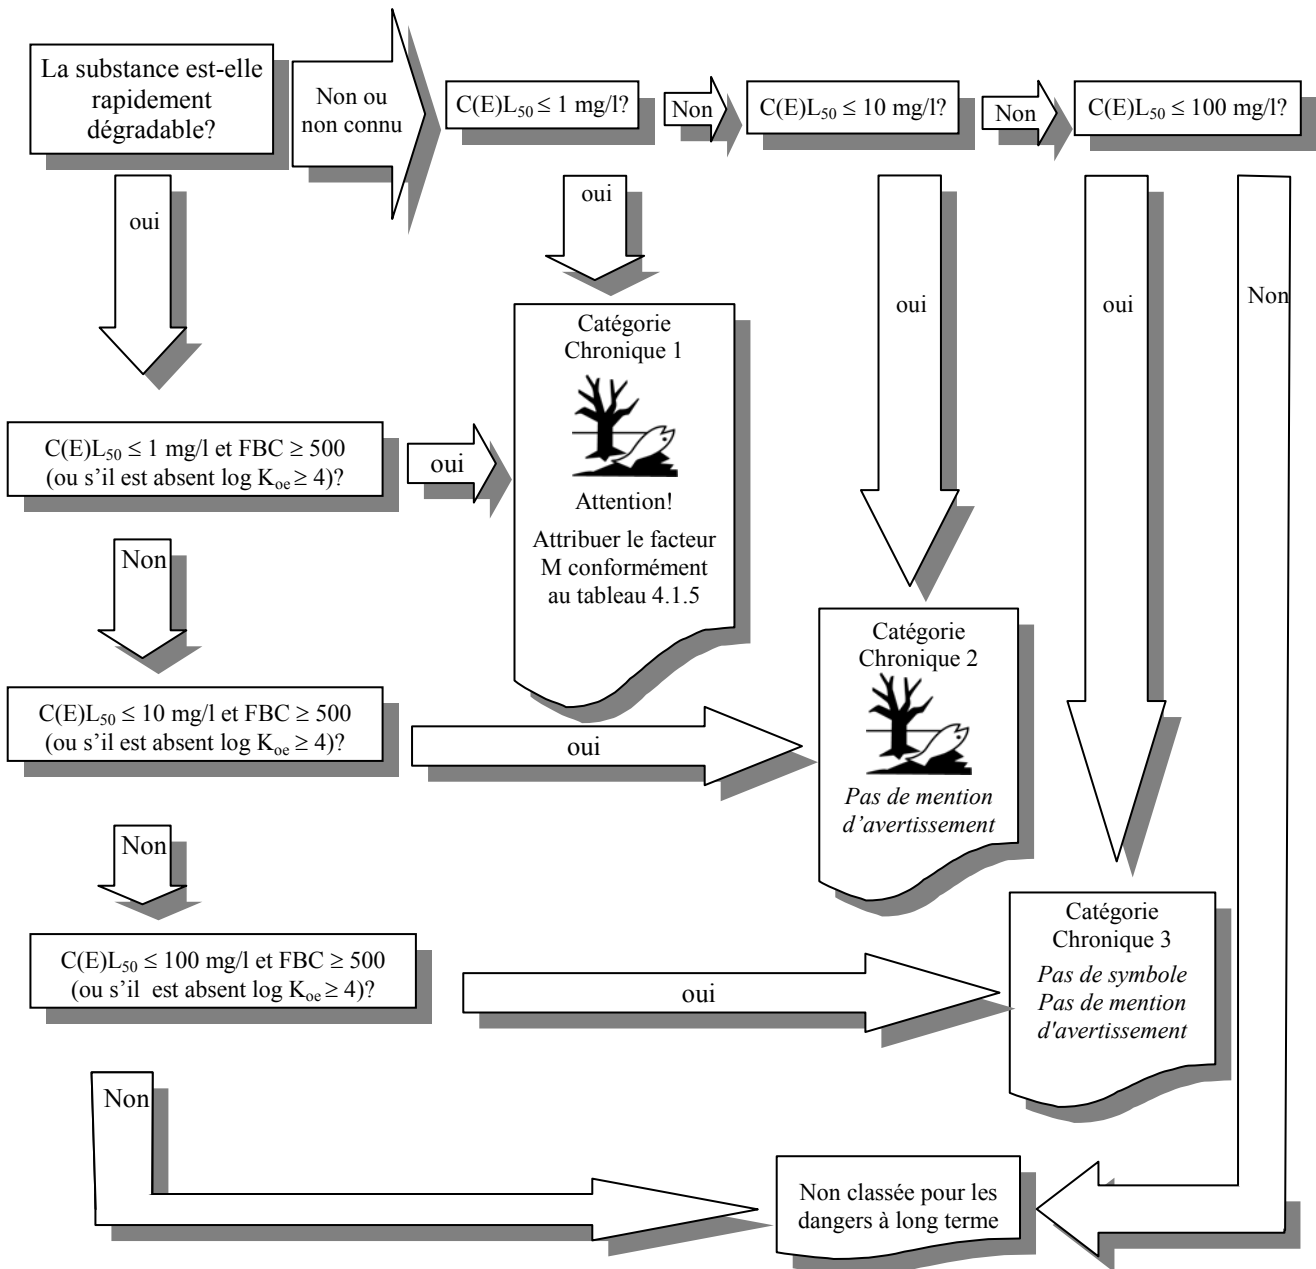 La substance est-elle
rapidement
dégradable?
Non ou
non connu
C(E)L₅₀ ≤ 1 mg/l?
Non
C(E)L₅₀ ≤ 10 mg/l?
Non
C(E)L₅₀ ≤ 100 mg/l?
oui
oui
oui
oui
Non
Catégorie
Chronique 1
Attention!
Attribuer le facteur
M conformément
au tableau 4.1.5
C(E)L₅₀ ≤ 1 mg/l et FBC ≥ 500
(ou s’il est absent log Kₒₑ ≥ 4)?
oui
Non
Catégorie
Chronique 2
Pas de mention
d’avertissement
C(E)L₅₀ ≤ 10 mg/l et FBC ≥ 500
(ou s’il est absent log Kₒₑ ≥ 4)?
oui
Non
Catégorie
Chronique 3
Pas de symbole
Pas de mention
d'avertissement
C(E)L₅₀ ≤ 100 mg/l et FBC ≥ 500
(ou s’il est absent log Kₒₑ ≥ 4)?
oui
Non
Non classée pour les
dangers à long terme